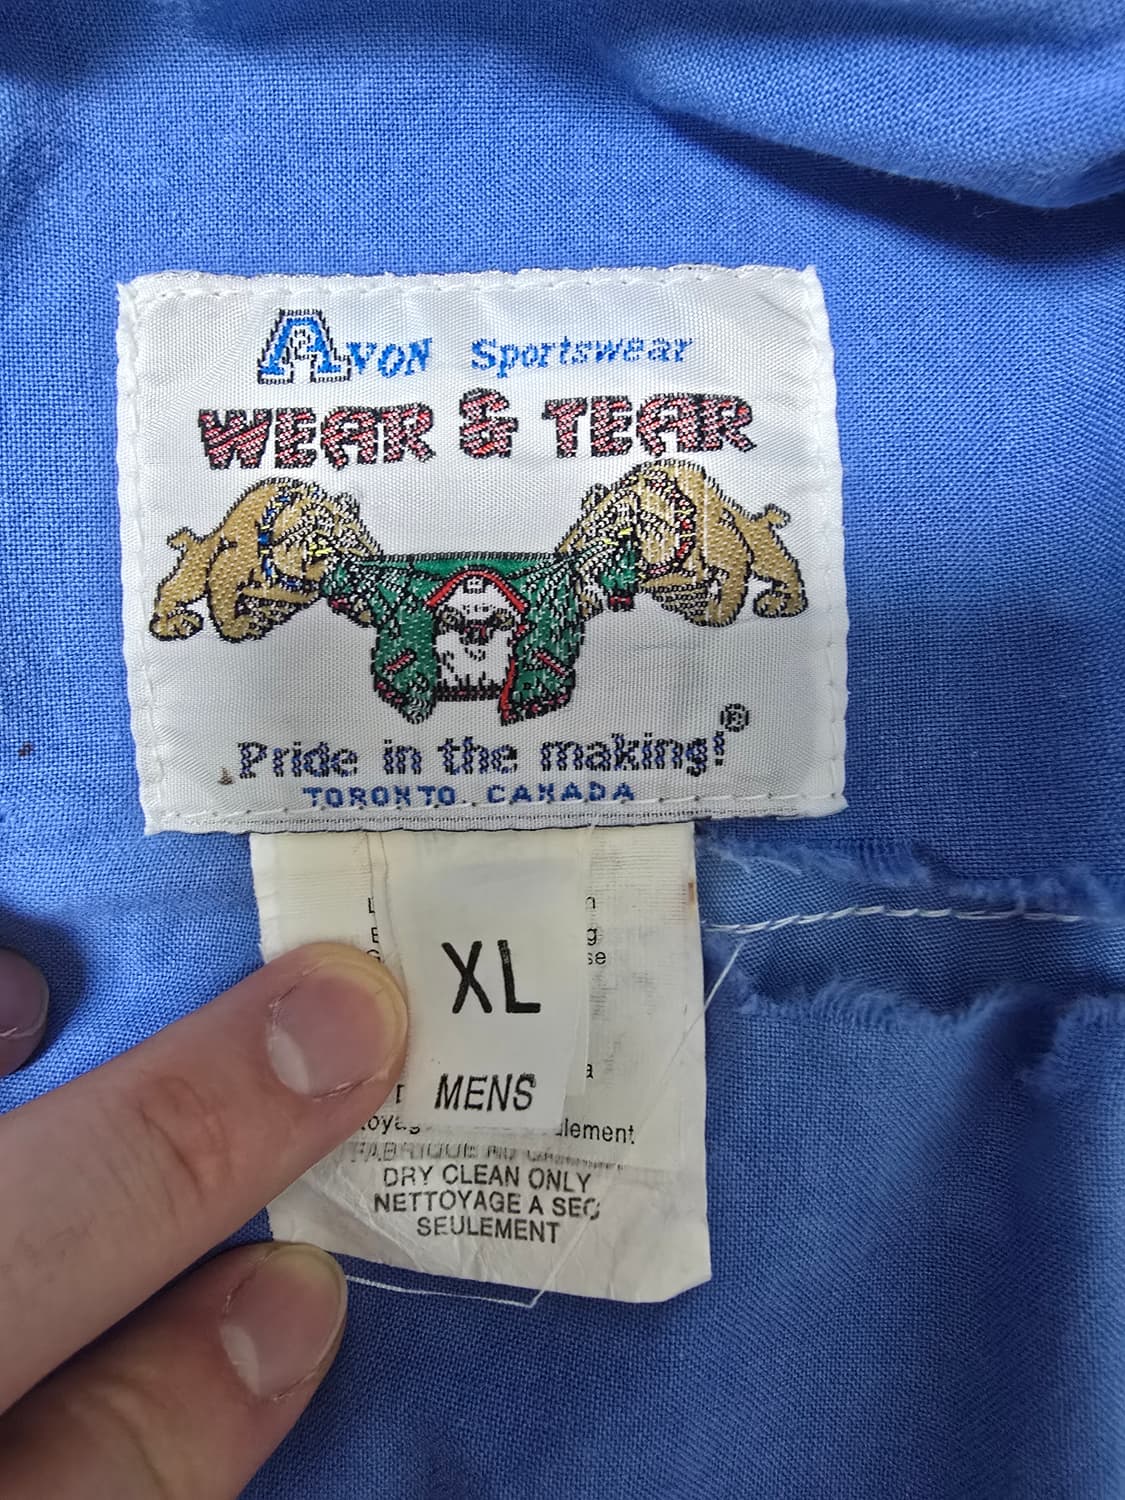 AVON Sportswear
WEAR & TEAR
Pride in the making!®
TORONTO, CANADA
XL
MENS
DRY CLEAN ONLY
NETTOYAGE A SEC
SEULEMENT